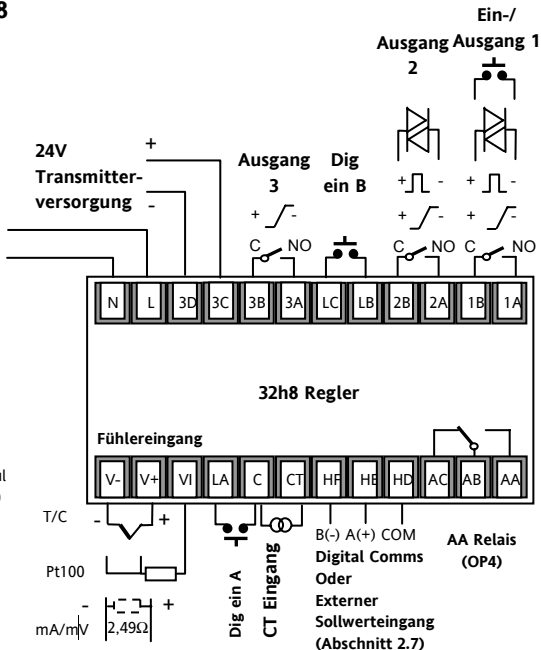 8
Ein-/
Ausgang Ausgang 1
2
24V
Transmitter-
versorgung
+
-
Ausgang
3
Dig
ein B
+ -
+ -
+ -
+ -
+ -
C NO
C NO
C NO
N L 3D 3C 3B 3A LC LB 2B 2A 1B 1A
32h8 Regler
Fühlereingang
V- V+ VI LA C CT HF HE HD AC AB AA
T/C - +
Pt100
- +
mA/mV 2,49Ω
Dig ein A
CT Eingang
B(-) A(+) COM
Digital Comms
Oder
Externer
Sollwerteingang
(Abschnitt 2.7)
AA Relais
(OP4)